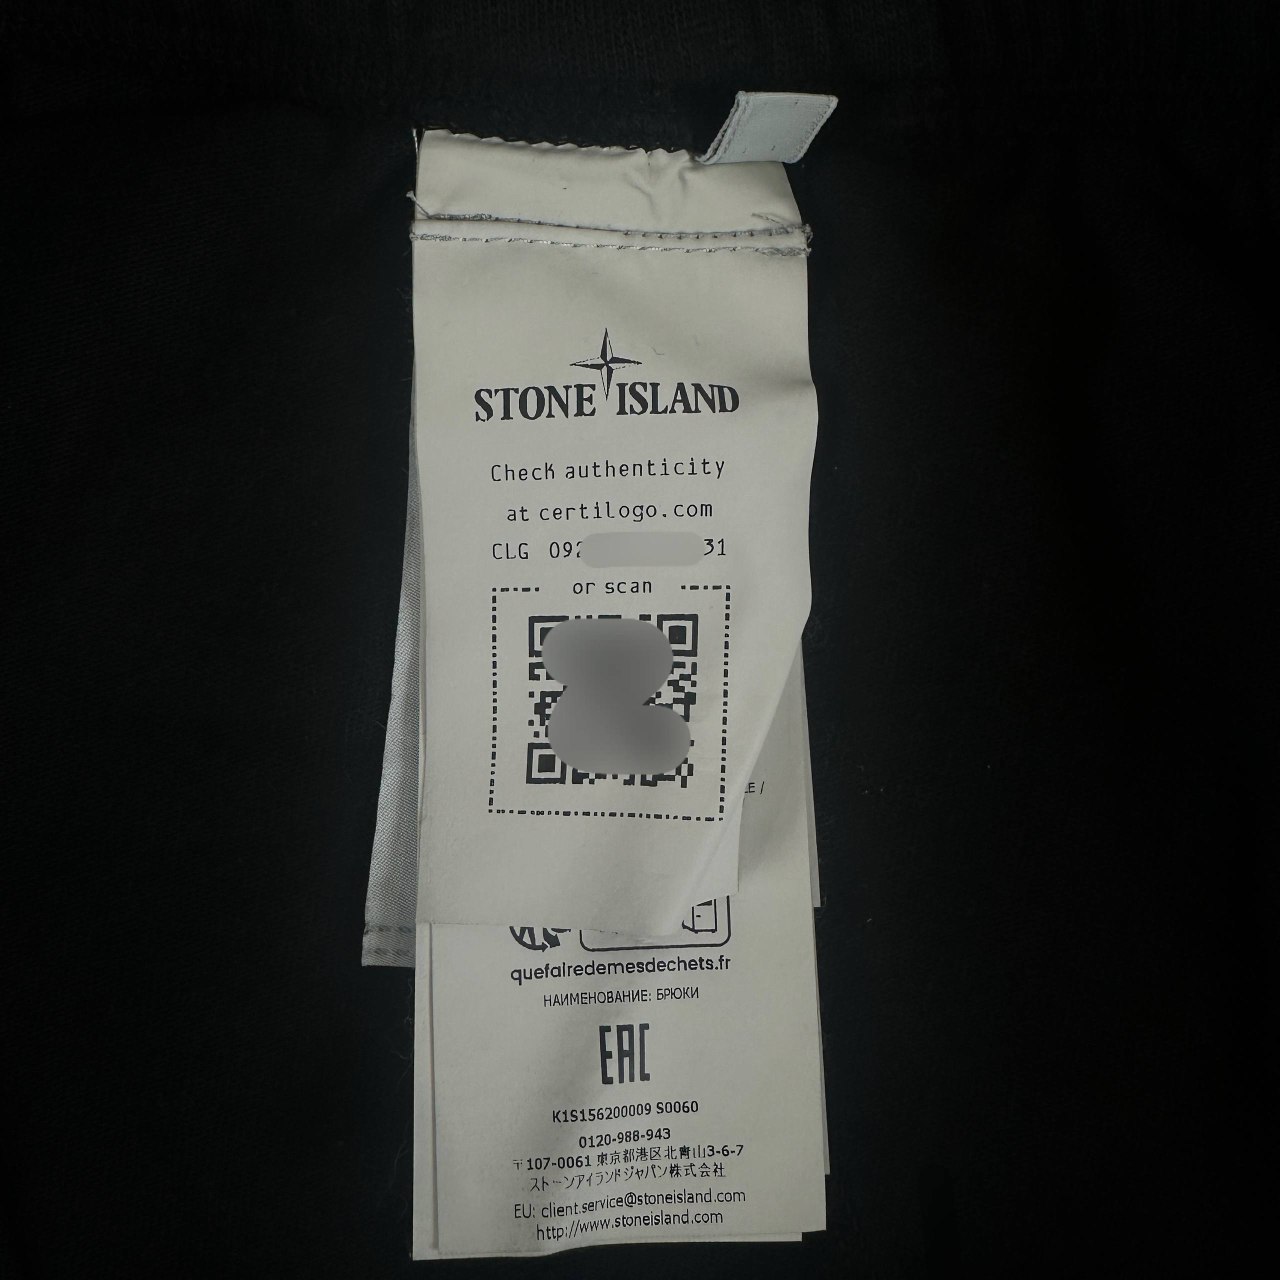 STONE ISLAND
Check authenticity
at certilogo.com
CLG 092 31
or scan
LE /
quefairedemesdechets.fr
НАИМЕНОВАНИЕ: БРЮКИ
EAC
K1S156200009 S0060
0120-988-943
〒107-0061 東京都港区北青山3-6-7
ストーンアイランドジャパン株式会社
EU: client.service@stoneisland.com
http://www.stoneisland.com